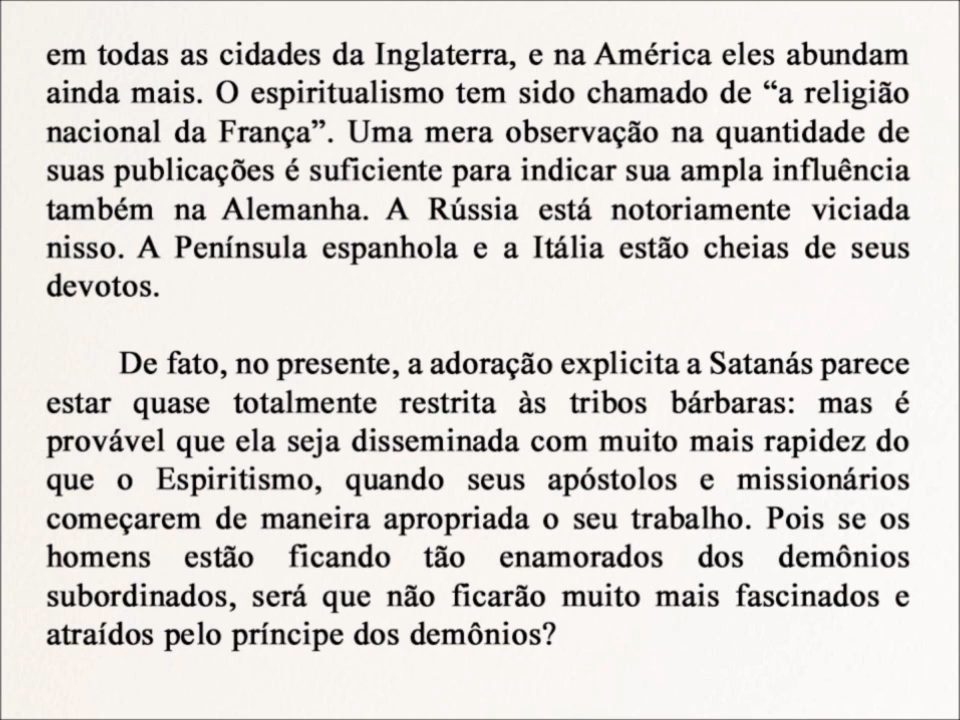 em todas as cidades da Inglaterra, e na América eles abundam
ainda mais. O espiritualismo tem sido chamado de “a religião
nacional da França”. Uma mera observação na quantidade de
suas publicações é suficiente para indicar sua ampla influência
também na Alemanha. A Rússia está notoriamente viciada
nisso. A Península espanhola e a Itália estão cheias de seus
devotos.
De fato, no presente, a adoração explicita a Satanás parece
estar quase totalmente restrita às tribos bárbaras: mas é
provável que ela seja disseminada com muito mais rapidez do
que o Espiritismo, quando seus apóstolos e missionários
começarem de maneira apropriada o seu trabalho. Pois se os
homens estão ficando tão enamorados dos demônios
subordinados, será que não ficarão muito mais fascinados e
atraídos pelo príncipe dos demônios?